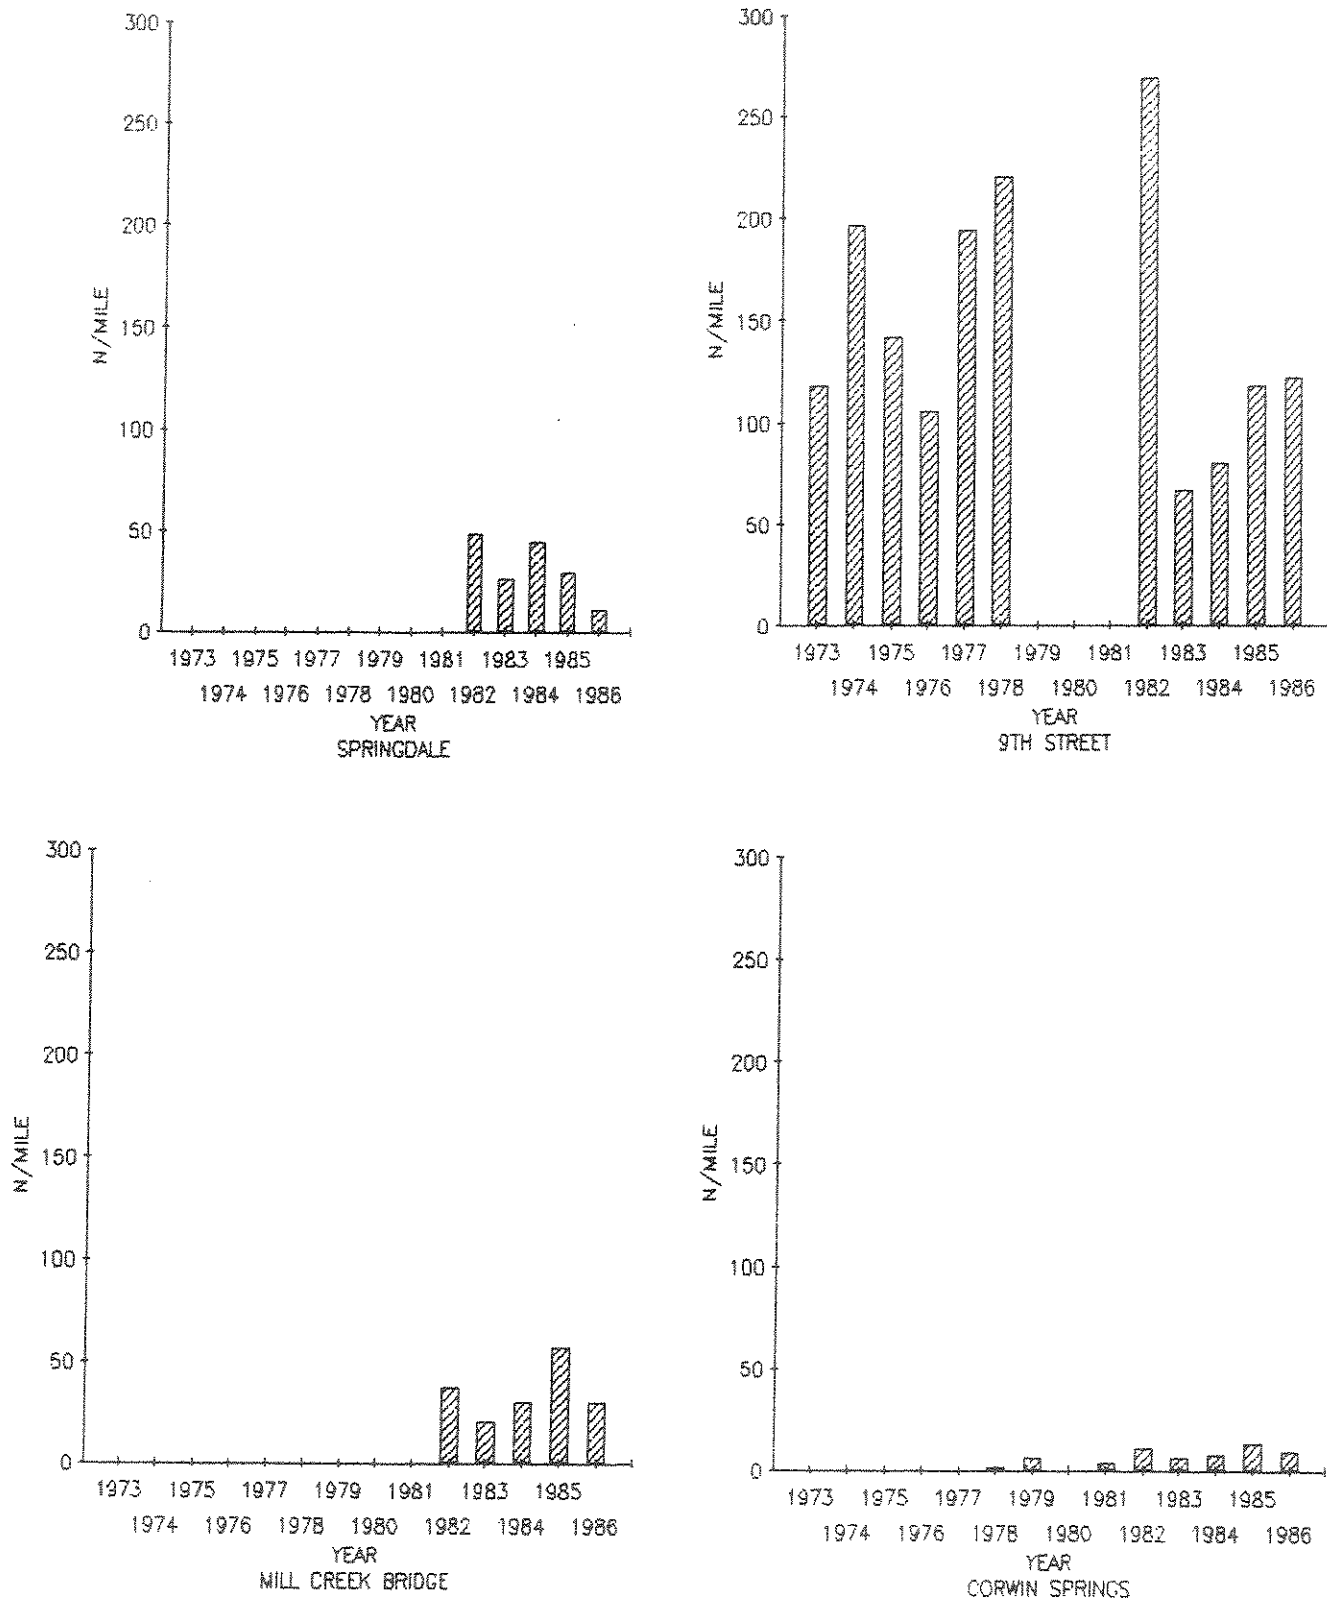 300
250
200
150
100
50
0
N/MILE
1973 1975 1977 1979 1981 1983 1985
1974 1976 1978 1980 1982 1984 1986
YEAR
SPRINGDALE
300
250
200
150
100
50
0
N/MILE
1973 1975 1977 1979 1981 1983 1985
1974 1976 1978 1980 1982 1984 1986
YEAR
9TH STREET
300
250
200
150
100
50
0
N/MILE
1973 1975 1977 1979 1981 1983 1985
1974 1976 1978 1980 1982 1984 1986
YEAR
MILL CREEK BRIDGE
300
250
200
150
100
50
0
N/MILE
1973 1975 1977 1979 1981 1983 1985
1974 1976 1978 1980 1982 1984 1986
YEAR
CORWIN SPRINGS